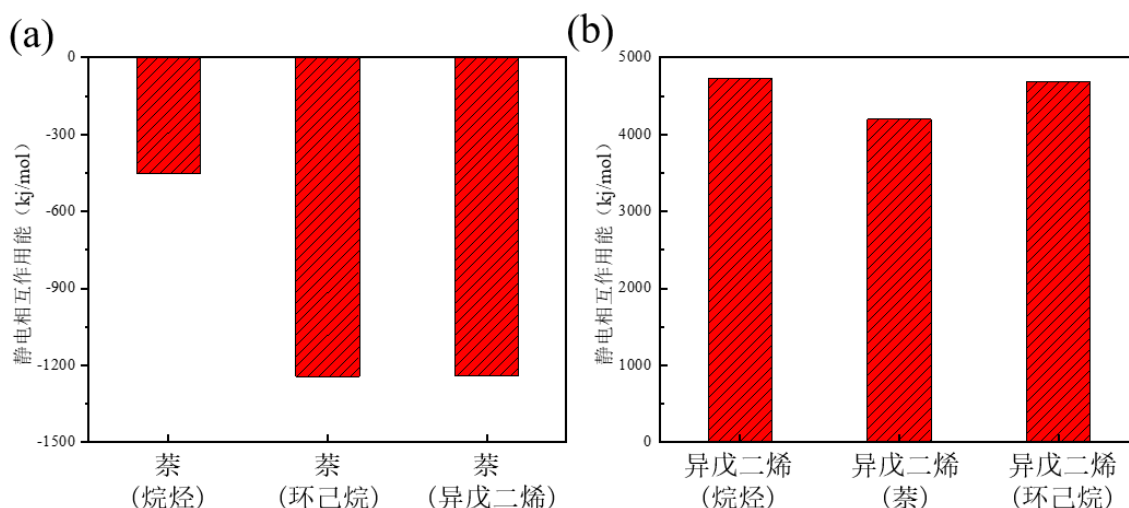 (a)
静电相互作用能（kj/mol）
0
-300
-600
-900
-1200
-1500
萘
（烷烃）
萘
（环己烷）
萘
（异戊二烯）
(b)
静电相互作用能（kj/mol）
5000
4000
3000
2000
1000
0
异戊二烯
（烷烃）
异戊二烯
（萘）
异戊二烯
（环己烷）